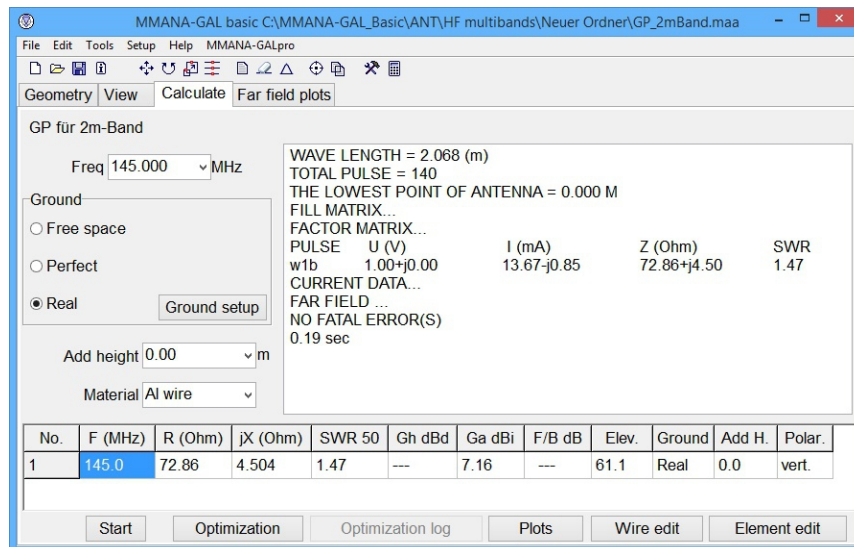 MMANA-GAL basic C:\MMANA-GAL_Basic\ANT\HF multibands\Neuer Ordner\GP_2mBand.maa
File Edit Tools Setup Help MMANA-GALpro
Geometry View Calculate Far field plots
GP für 2m-Band
Freq 145.000 MHz
Ground
Free space
Perfect
Real Ground setup
Add height 0.00 m
Material Al wire
WAVE LENGTH = 2.068 (m)
TOTAL PULSE = 140
THE LOWEST POINT OF ANTENNA = 0.000 M
FILL MATRIX...
FACTOR MATRIX...
PULSE U (V) I (mA) Z (Ohm) SWR
w1b 1.00+j0.00 13.67-j0.85 72.86+j4.50 1.47
CURRENT DATA...
FAR FIELD ...
NO FATAL ERROR(S)
0.19 sec
No. F (MHz) R (Ohm) jX (Ohm) SWR 50 Gh dBd Ga dBi F/B dB Elev. Ground Add H. Polar.
1 145.0 72.86 4.504 1.47 --- 7.16 --- 61.1 Real 0.0 vert.
Start Optimization Optimization log Plots Wire edit Element edit